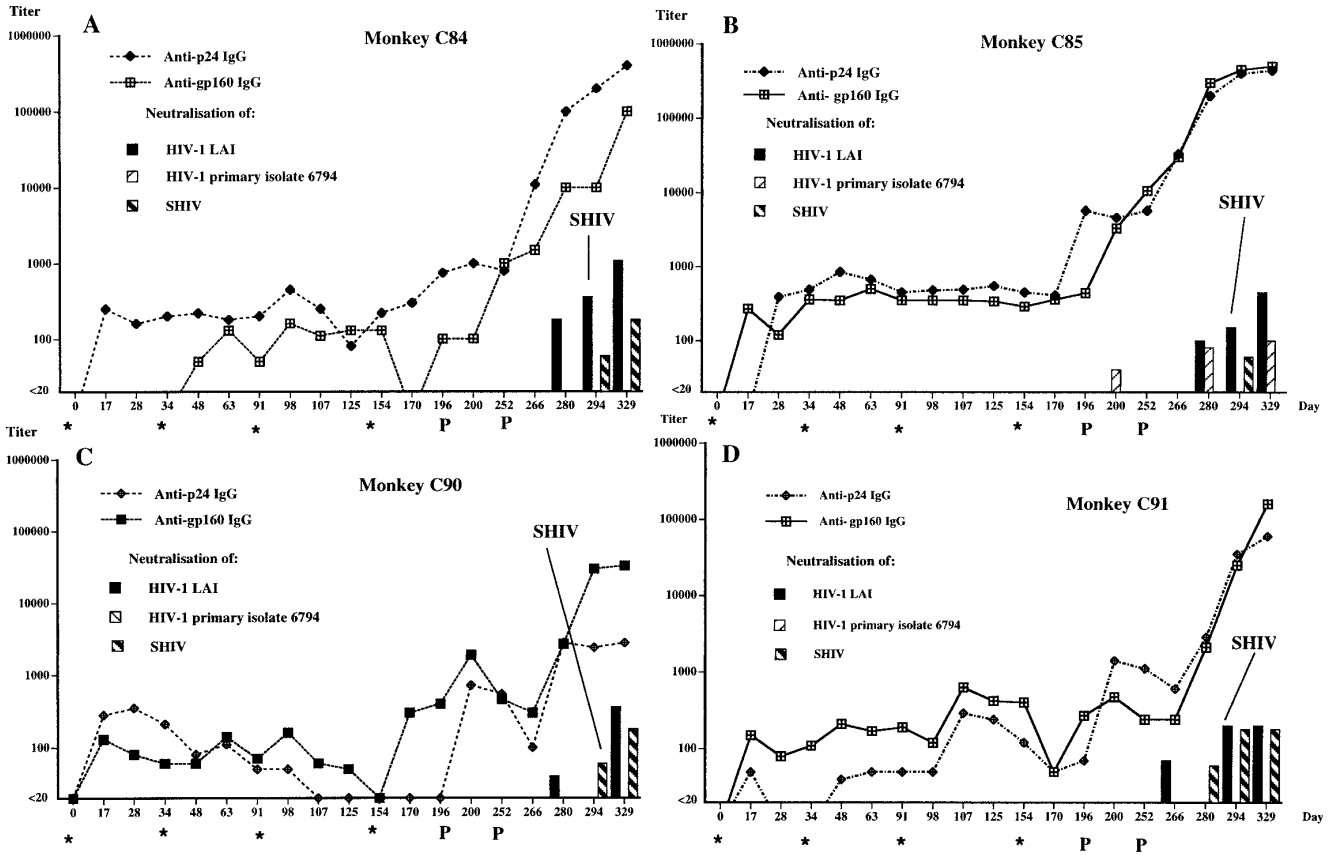 Titer
A
Monkey C84
1000000
100000
10000
1000
100
<20
Anti-p24 IgG
Anti-gp160 IgG
Neutralisation of:
HIV-1 LAI
HIV-1 primary isolate 6794
SHIV
SHIV
0 17 28 34 48 63 91 98 107 125 154 170 196 200 252 266 280 294 329
* * * * P P
Titer
B
Monkey C85
1000000
100000
10000
1000
100
<20
Anti-p24 IgG
Anti- gp160 IgG
Neutralisation of:
HIV-1 LAI
HIV-1 primary isolate 6794
SHIV
SHIV
0 17 28 34 48 63 91 98 107 125 154 170 196 200 252 266 280 294 329 Day
* * * * P P
Titer
C
Monkey C90
1000000
100000
10000
1000
100
<20
Anti-p24 IgG
Anti-gp160 IgG
Neutralisation of:
HIV-1 LAI
HIV-1 primary isolate 6794
SHIV
SHIV
0 17 28 34 48 63 91 98 107 125 154 170 196 200 252 266 280 294 329
* * * * P P
Titer
D
Monkey C91
1000000
100000
10000
1000
100
<20
Anti-p24 IgG
Anti-gp160 IgG
Neutralisation of:
HIV-1 LAI
HIV-1 primary isolate 6794
SHIV
SHIV
0 17 28 34 48 63 91 98 107 125 154 170 196 200 252 266 280 294 329 Day
* * * * P P